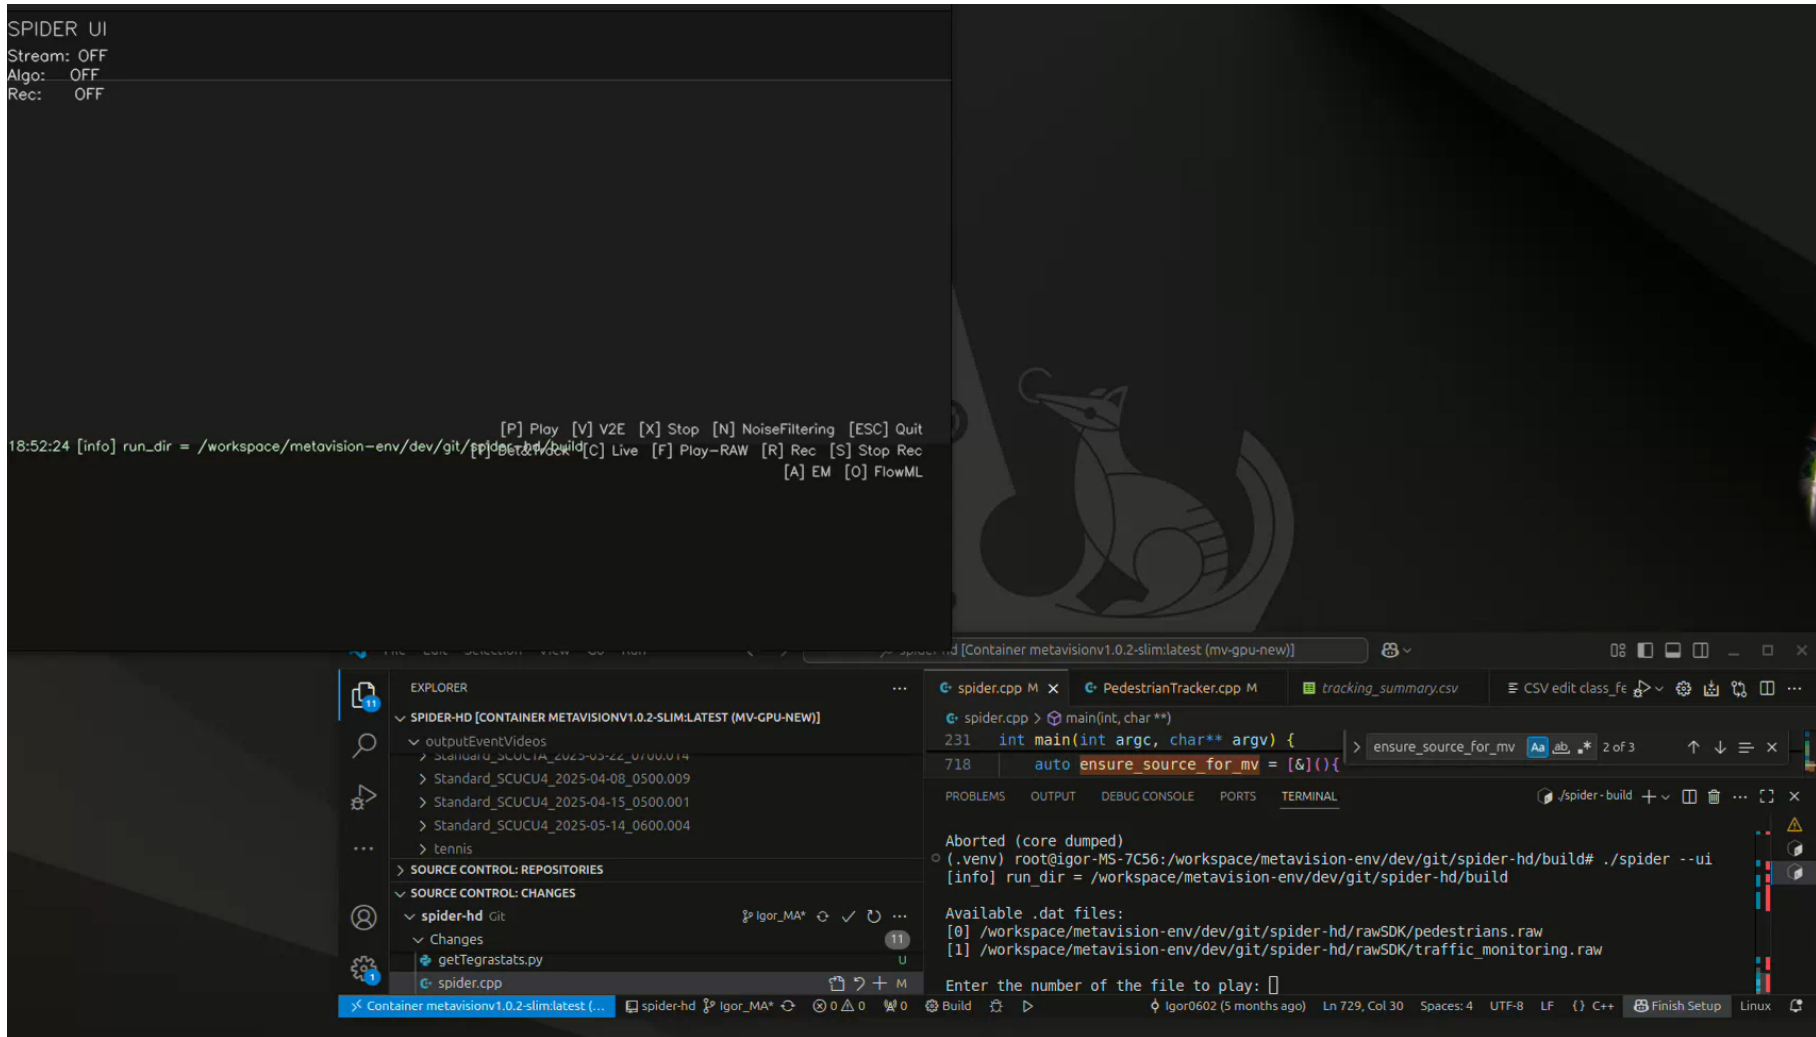 SPIDER UI
Stream: OFF
Algo: OFF
Rec: OFF
[P] Play [V] V2E [X] Stop [N] NoiseFiltering [ESC] Quit
18:52:24 [info] run_dir = /workspace/metavision-env/dev/git/spider-hd/build
[C] Live [F] Play-RAW [R] Rec [S] Stop Rec
[A] EM [O] FlowML
[Container metavisionv1.0.2-slim:latest (mv-gpu-new)]
EXPLORER
SPIDER-HD [CONTAINER METAVISIONV1.0.2-SLIM:LATEST (MV-GPU-NEW)]
outputEventVideos
Standard_SCUCTA_2025-03-22_0700.014
Standard_SCUCU4_2025-04-08_0500.009
Standard_SCUCU4_2025-04-15_0500.001
Standard_SCUCU4_2025-05-14_0600.004
tennis
SOURCE CONTROL: REPOSITORIES
SOURCE CONTROL: CHANGES
spider-hd Git Igor_MA*
Changes 11
getTegrastats.py U
spider.cpp M
11
1
spider.cpp M PedestrianTracker.cpp M tracking_summary.csv CSV edit class_fe
spider.cpp > main(int, char **)
231 int main(int argc, char** argv) {
718 auto ensure_source_for_mv = [&](){
ensure_source_for_mv Aa ab .* 2 of 3
PROBLEMS OUTPUT DEBUG CONSOLE PORTS TERMINAL ./spider - build
Aborted (core dumped)
(.venv) root@igor-MS-7C56:/workspace/metavision-env/dev/git/spider-hd/build# ./spider --ui
[info] run_dir = /workspace/metavision-env/dev/git/spider-hd/build
Available .dat files:
[0] /workspace/metavision-env/dev/git/spider-hd/rawSDK/pedestrians.raw
[1] /workspace/metavision-env/dev/git/spider-hd/rawSDK/traffic_monitoring.raw
Enter the number of the file to play:
Container metavisionv1.0.2-slim:latest (... spider-hd Igor_MA* 0 0 0 Build Igor0602 (5 months ago) Ln 729, Col 30 Spaces: 4 UTF-8 LF {} C++ Finish Setup Linux